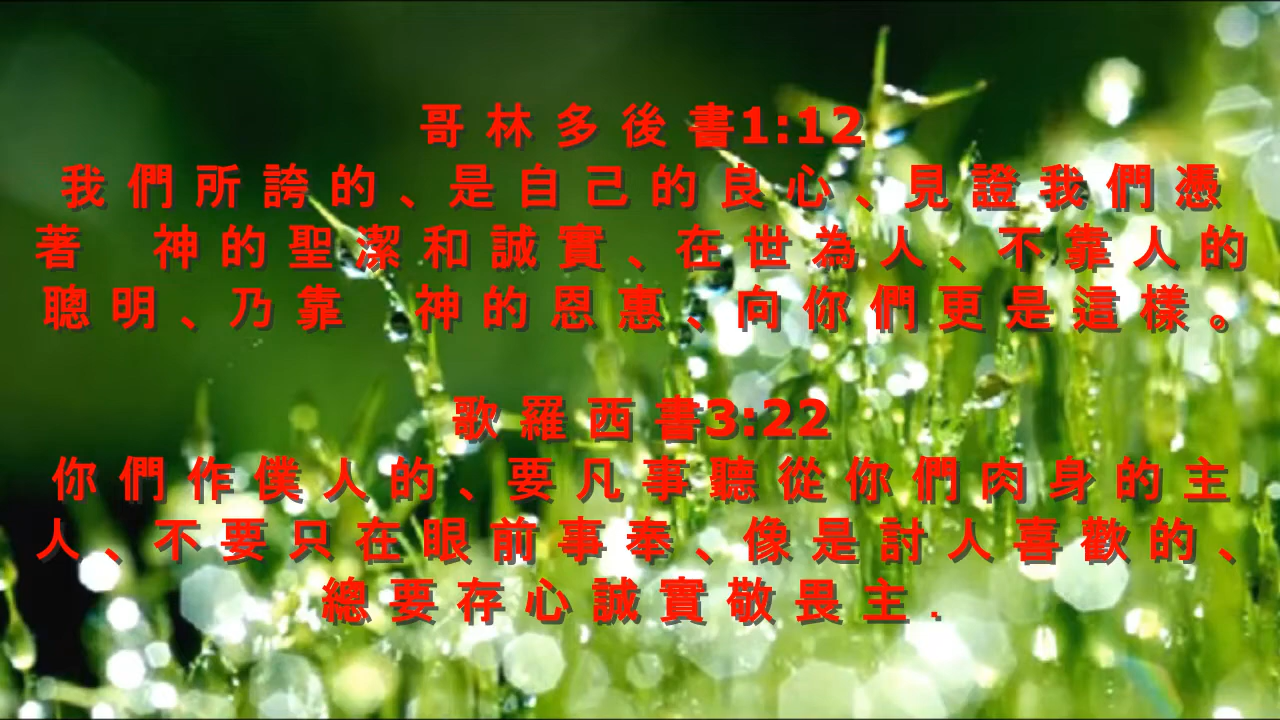 哥 林 多 後 書1:12
我 們 所 誇 的 、是 自 己 的 良 心 、見 證 我 們 憑
著　神 的 聖 潔 和 誠 實 、在 世 為 人 、不 靠 人 的
聰 明 、乃 靠　神 的 恩 惠 、向 你 們 更 是 這 樣 。
歌 羅 西 書3:22
你 們 作 僕 人 的 、要 凡 事 聽 從 你 們 肉 身 的 主
人 、不 要 只 在 眼 前 事 奉 、像 是 討 人 喜 歡 的 、
總 要 存 心 誠 實 敬 畏 主 .